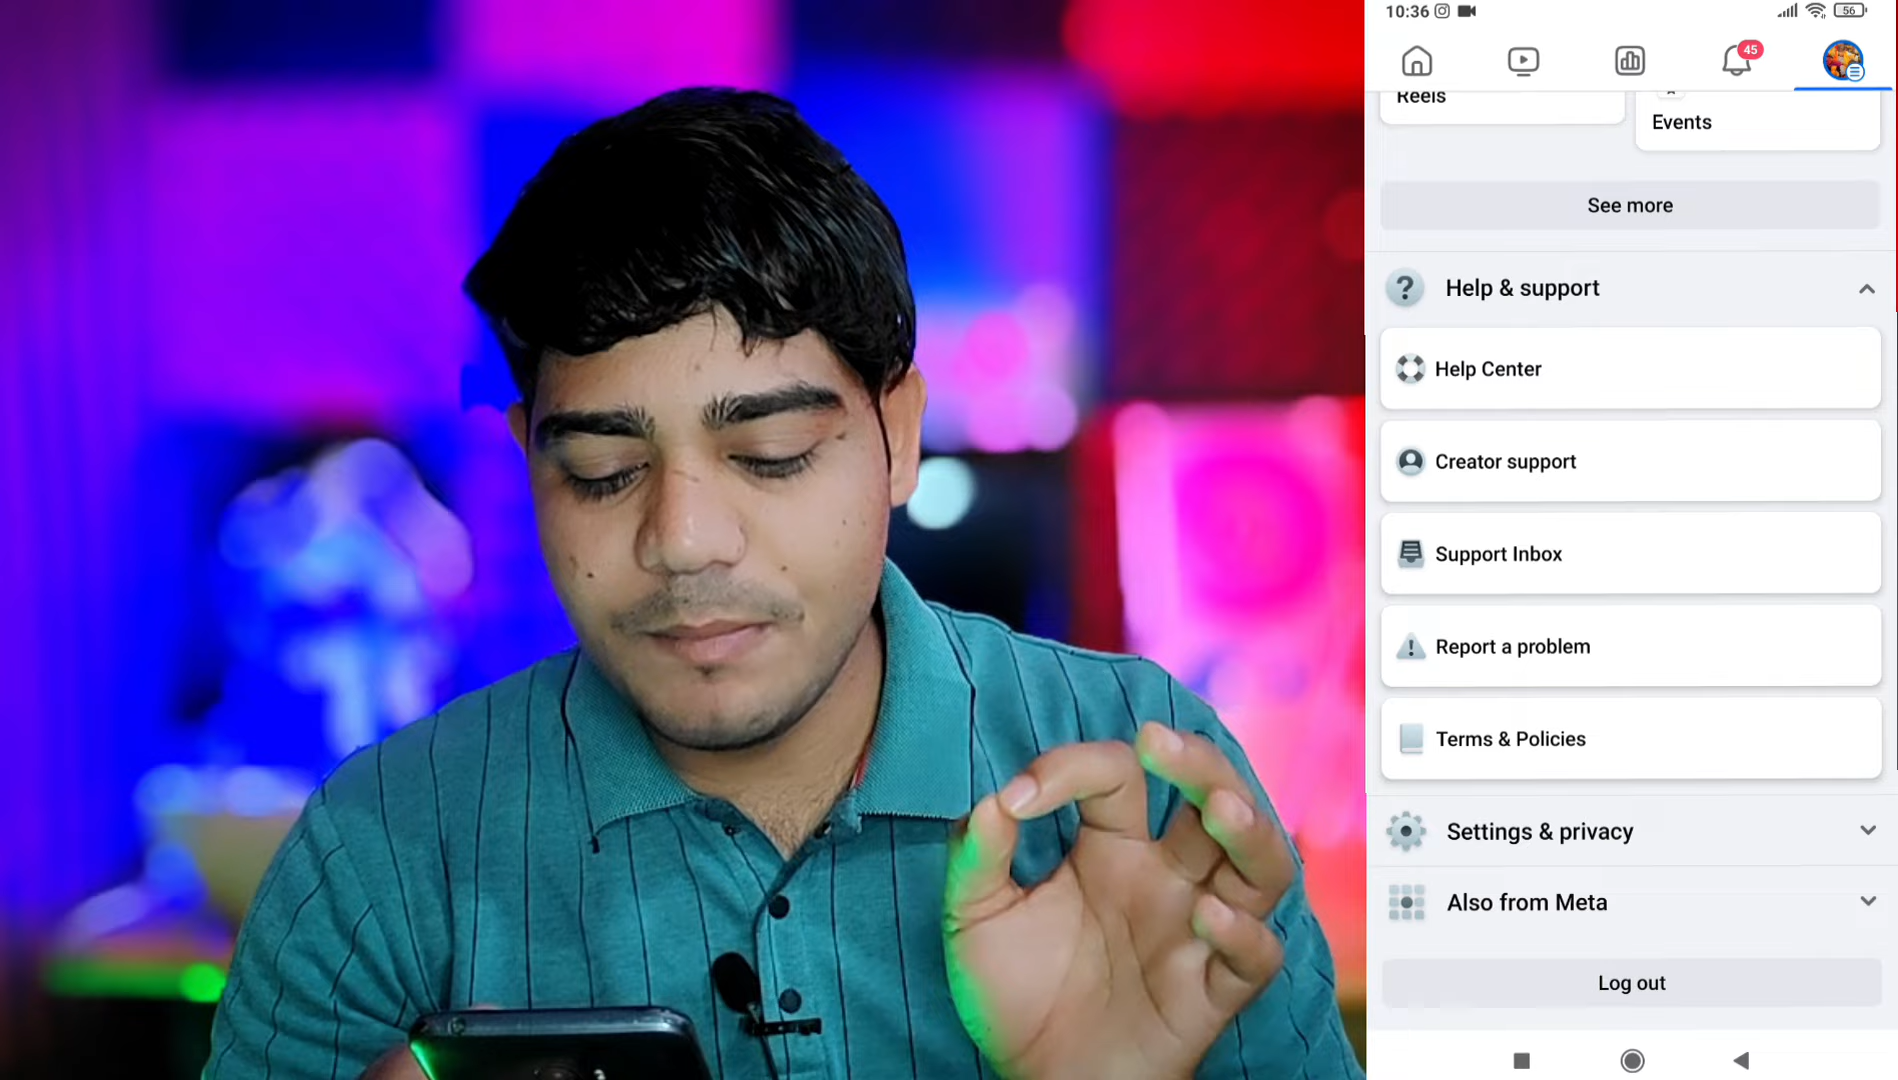 10:36
56
45
Reels
Events
See more
Help & support
Help Center
Creator support
Support Inbox
Report a problem
Terms & Policies
Settings & privacy
Also from Meta
Log out